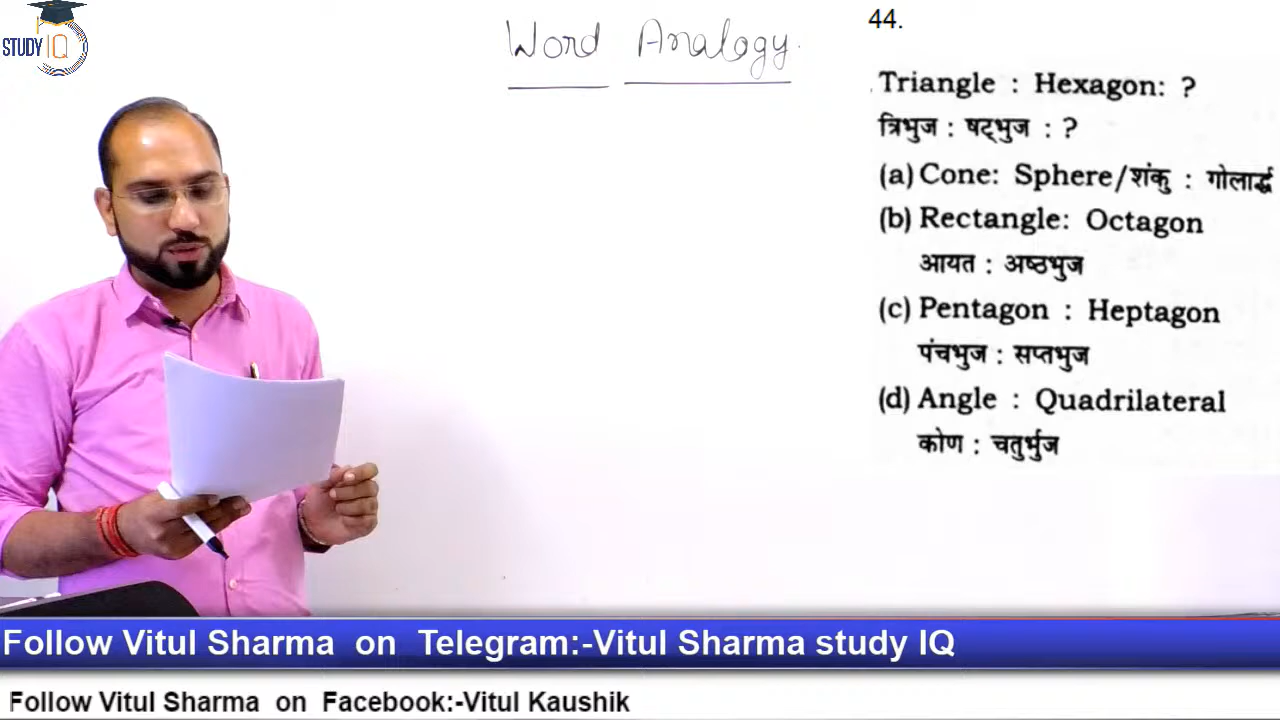 STUDY IQ
Word Analogy.
44.
Triangle : Hexagon: ?
त्रिभुज : षट्भुज : ?
(a) Cone: Sphere/शंकु : गोलार्द्ध
(b) Rectangle: Octagon
आयत : अष्ठभुज
(c) Pentagon : Heptagon
पंचभुज : सप्तभुज
(d) Angle : Quadrilateral
कोण : चतुर्भुज
Follow Vitul Sharma on Telegram:-Vitul Sharma study IQ
Follow Vitul Sharma on Facebook:-Vitul Kaushik